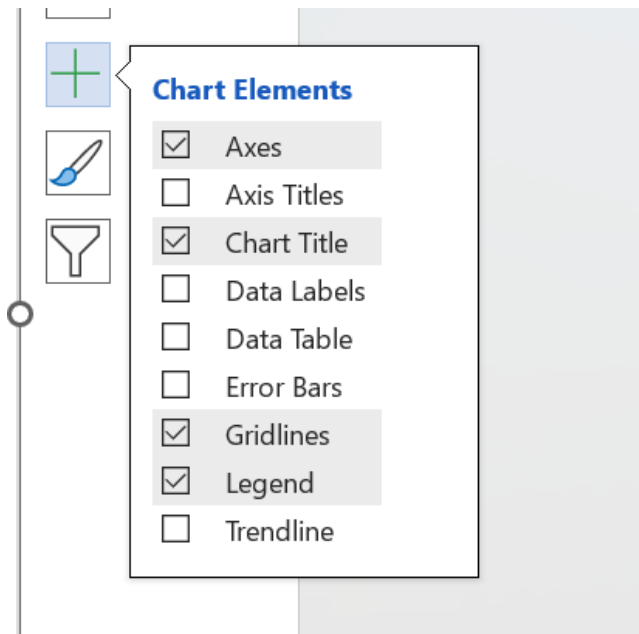 Chart Elements
Axes
Axis Titles
Chart Title
Data Labels
Data Table
Error Bars
Gridlines
Legend
Trendline